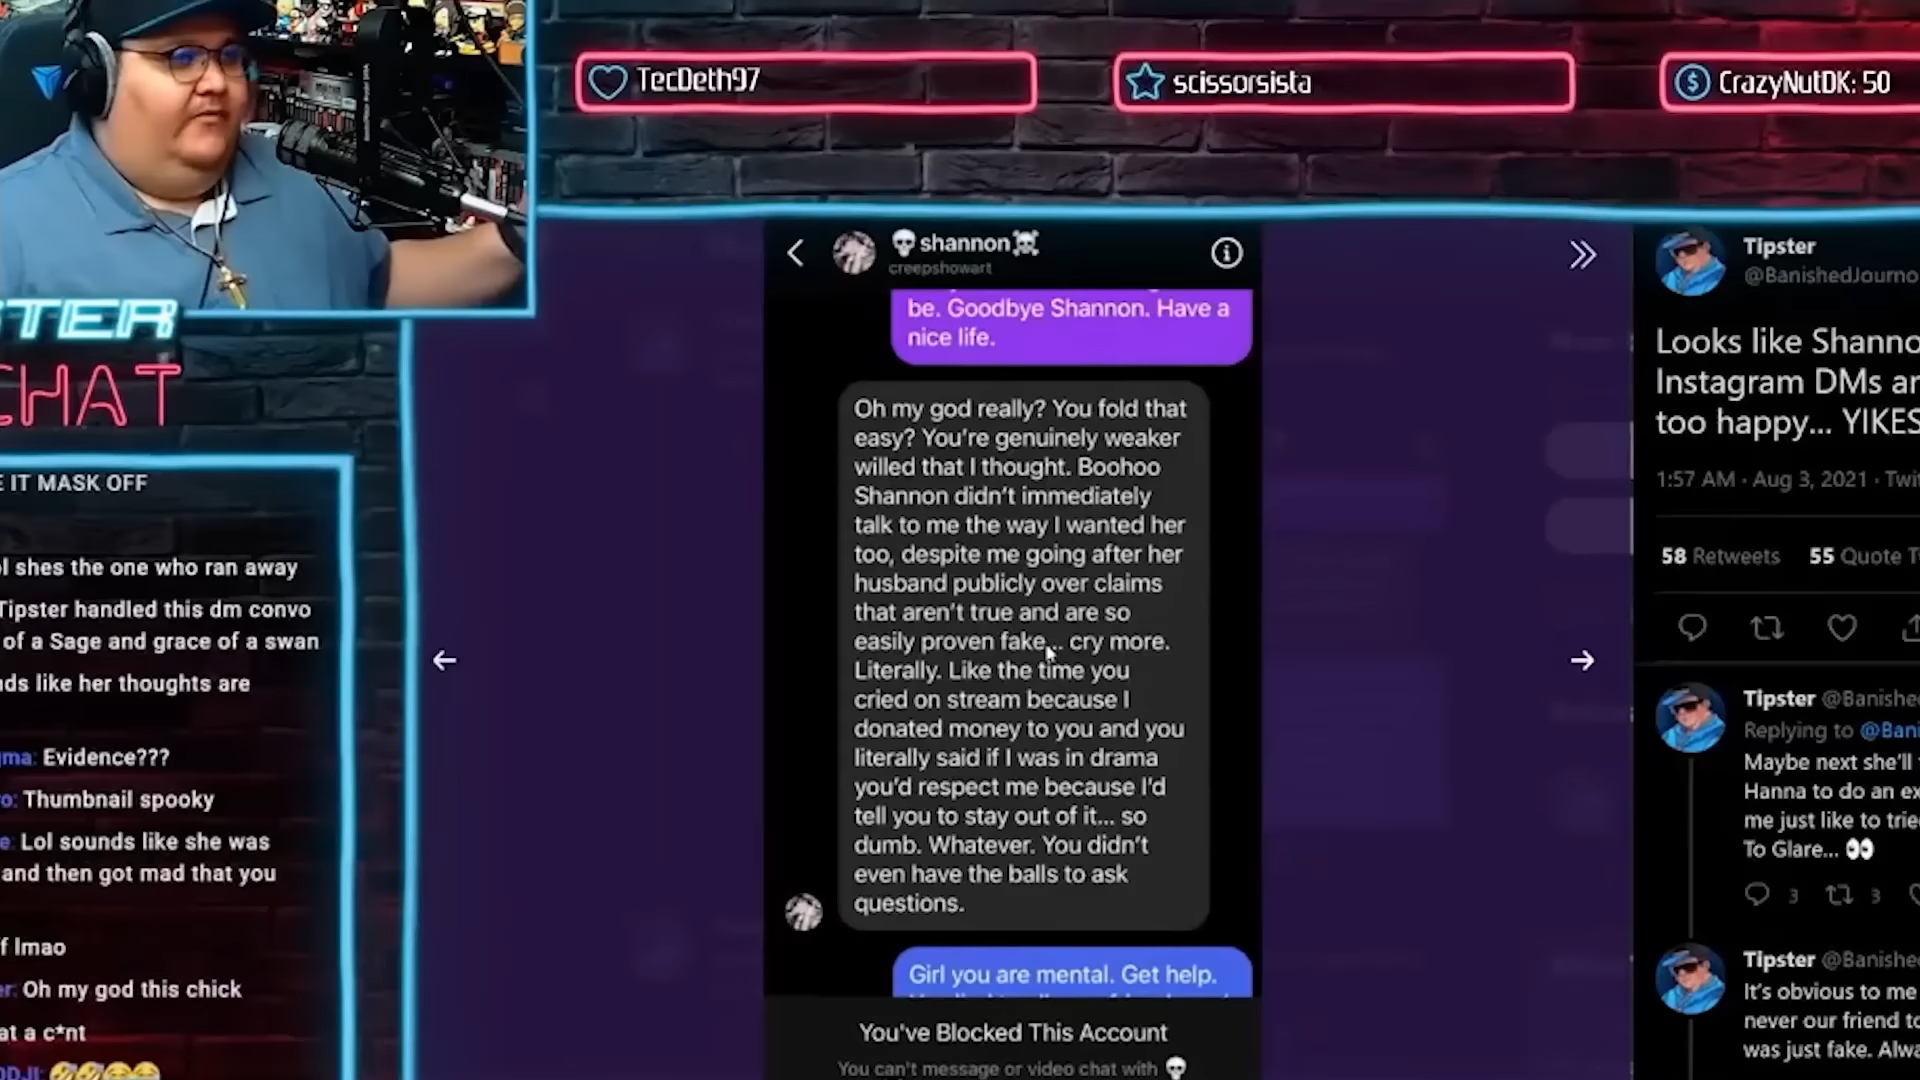 TecDeth97
scissorsista
CrazyNutDK: 50
STER
CHAT
E IT MASK OFF
shes the one who ran away
Tipster handled this dm convo
of a Sage and grace of a swan
like her thoughts are
Evidence???
Thumbnail spooky
Lol sounds like she was
and then got mad that you
lmao
Oh my god this chick
at a c*nt
💀shannon☠️
creepshowart
be. Goodbye Shannon. Have a
nice life.
Oh my god really? You fold that
easy? You're genuinely weaker
willed that I thought. Boohoo
Shannon didn't immediately
talk to me the way I wanted her
too, despite me going after her
husband publicly over claims
that aren't true and are so
easily proven fake... cry more.
Literally. Like the time you
cried on stream because I
donated money to you and you
literally said if I was in drama
you'd respect me because I'd
tell you to stay out of it... so
dumb. Whatever. You didn't
even have the balls to ask
questions.
Girl you are mental. Get help.
You've Blocked This Account
You can't message or video chat with 💀
Tipster
@BanishedJourno
Looks like Shanno
Instagram DMs an
too happy... YIKES
1:57 AM · Aug 3, 2021 · Twit
58 Retweets 55 Quote T
Tipster @Banishe
Replying to @Bani
Maybe next she'll
Hanna to do an ex
me just like to trie
To Glare... 👀
3 3
Tipster @Banishe
It's obvious to me
never our friend to
was just fake. Alwa